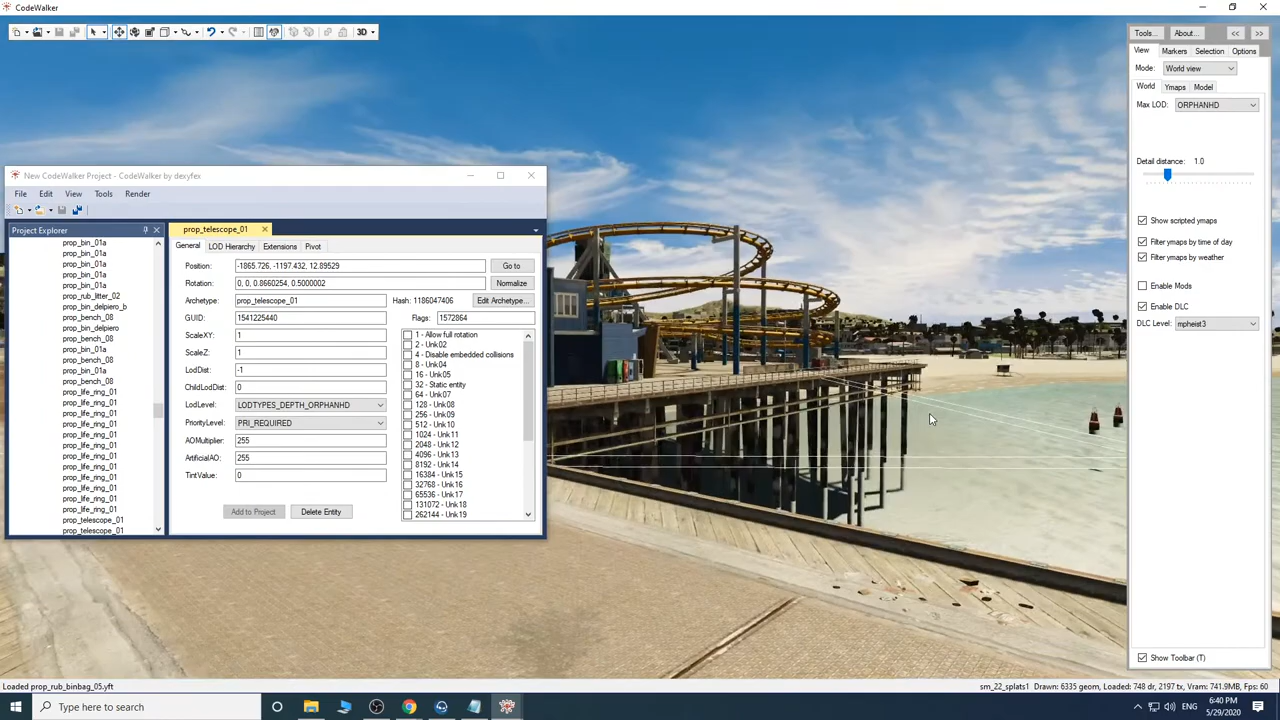 CodeWalker
3D
Tools...
About...
<<
>>
View
Markers
Selection
Options
Mode:
World view
World
Ymaps
Model
Max LOD:
ORPHANHD
Detail distance:
1.0
Show scripted ymaps
Filter ymaps by time of day
Filter ymaps by weather
Enable Mods
Enable DLC
DLC Level:
mpheist3
Show Toolbar (T)
New CodeWalker Project - CodeWalker by dexyfex
File
Edit
View
Tools
Render
Project Explorer
prop_bin_01a
prop_bin_01a
prop_bin_01a
prop_bin_01a
prop_bin_01a
prop_rub_litter_02
prop_bin_delpiero_b
prop_bench_08
prop_bin_delpiero
prop_bench_08
prop_bin_01a
prop_bench_08
prop_bin_01a
prop_bench_08
prop_life_ring_01
prop_life_ring_01
prop_life_ring_01
prop_life_ring_01
prop_life_ring_01
prop_life_ring_01
prop_life_ring_01
prop_life_ring_01
prop_life_ring_01
prop_life_ring_01
prop_life_ring_01
prop_life_ring_01
prop_telescope_01
prop_telescope_01
prop_telescope_01
General
LOD Hierarchy
Extensions
Pivot
Position:
-1865.726, -1197.432, 12.89529
Go to
Rotation:
0, 0, 0.8660254, 0.5000002
Normalize
Archetype:
prop_telescope_01
Hash: 1186047406
Edit Archetype...
GUID:
1541225440
Flags:
1572864
ScaleXY:
1
ScaleZ:
1
LodDist:
-1
ChildLodDist:
0
LodLevel:
LODTYPES_DEPTH_ORPHANHD
PriorityLevel:
PRI_REQUIRED
AOMultiplier:
255
ArtificialAO:
255
TintValue:
0
1 - Allow full rotation
2 - Unk02
4 - Disable embedded collisions
8 - Unk04
16 - Unk05
32 - Static entity
64 - Unk07
128 - Unk08
256 - Unk09
512 - Unk10
1024 - Unk11
2048 - Unk12
4096 - Unk13
8192 - Unk14
16384 - Unk15
32768 - Unk16
65536 - Unk17
131072 - Unk18
262144 - Unk19
Add to Project
Delete Entity
Loaded prop_rub_binbag_05.yft
sm_22_splats1
Drawn: 6335 geom, Loaded: 748 dr, 2197 tx, Vram: 741.9MB, Fps: 60
Type here to search
6:40 PM
5/29/2020